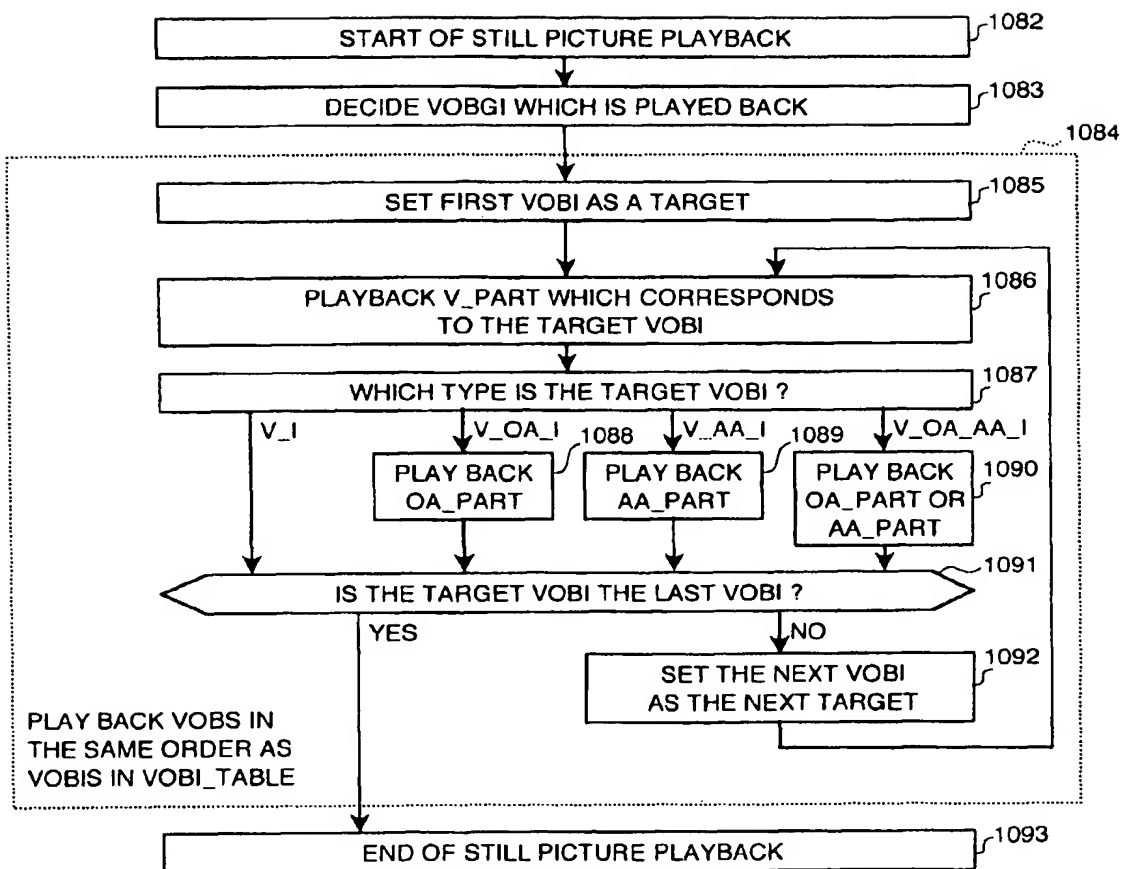 START OF STILL PICTURE PLAYBACK
1082
DECIDE VOBGI WHICH IS PLAYED BACK
1083
1084
SET FIRST VOBI AS A TARGET
1085
PLAYBACK V_PART WHICH CORRESPONDS
TO THE TARGET VOBI
1086
WHICH TYPE IS THE TARGET VOBI ?
1087
V_I
V_OA_I
1088
V_AA_I
1089
V_OA_AA_I
PLAY BACK
OA_PART
PLAY BACK
AA_PART
PLAY BACK
OA_PART OR
AA_PART
1090
IS THE TARGET VOBI THE LAST VOBI ?
1091
YES
NO
SET THE NEXT VOBI
AS THE NEXT TARGET
1092
PLAY BACK VOBS IN
THE SAME ORDER AS
VOBIS IN VOBI_TABLE
END OF STILL PICTURE PLAYBACK
1093